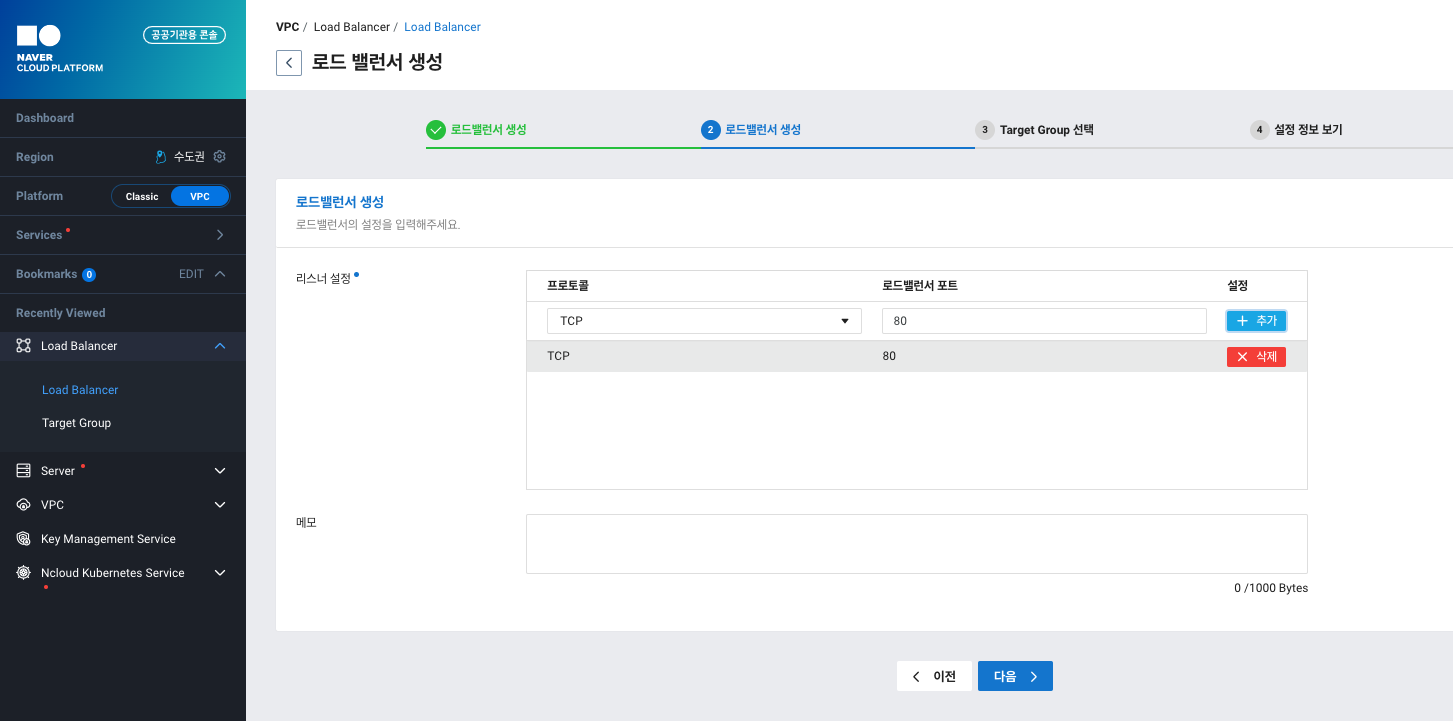 NAVER
CLOUD PLATFORM
공공기관용 콘솔
Dashboard
Region 수도권
Platform Classic VPC
Services
Bookmarks 0 EDIT
Recently Viewed
Load Balancer
Load Balancer
Target Group
Server
VPC
Key Management Service
Ncloud Kubernetes Service
VPC / Load Balancer / Load Balancer
로드 밸런서 생성
로드밸런서 생성
2 로드밸런서 생성
3 Target Group 선택
4 설정 정보 보기
로드밸런서 생성
로드밸런서의 설정을 입력해주세요.
리스너 설정
프로토콜 로드밸런서 포트 설정
TCP 80 추가
TCP 80 삭제
메모
0 /1000 Bytes
이전 다음